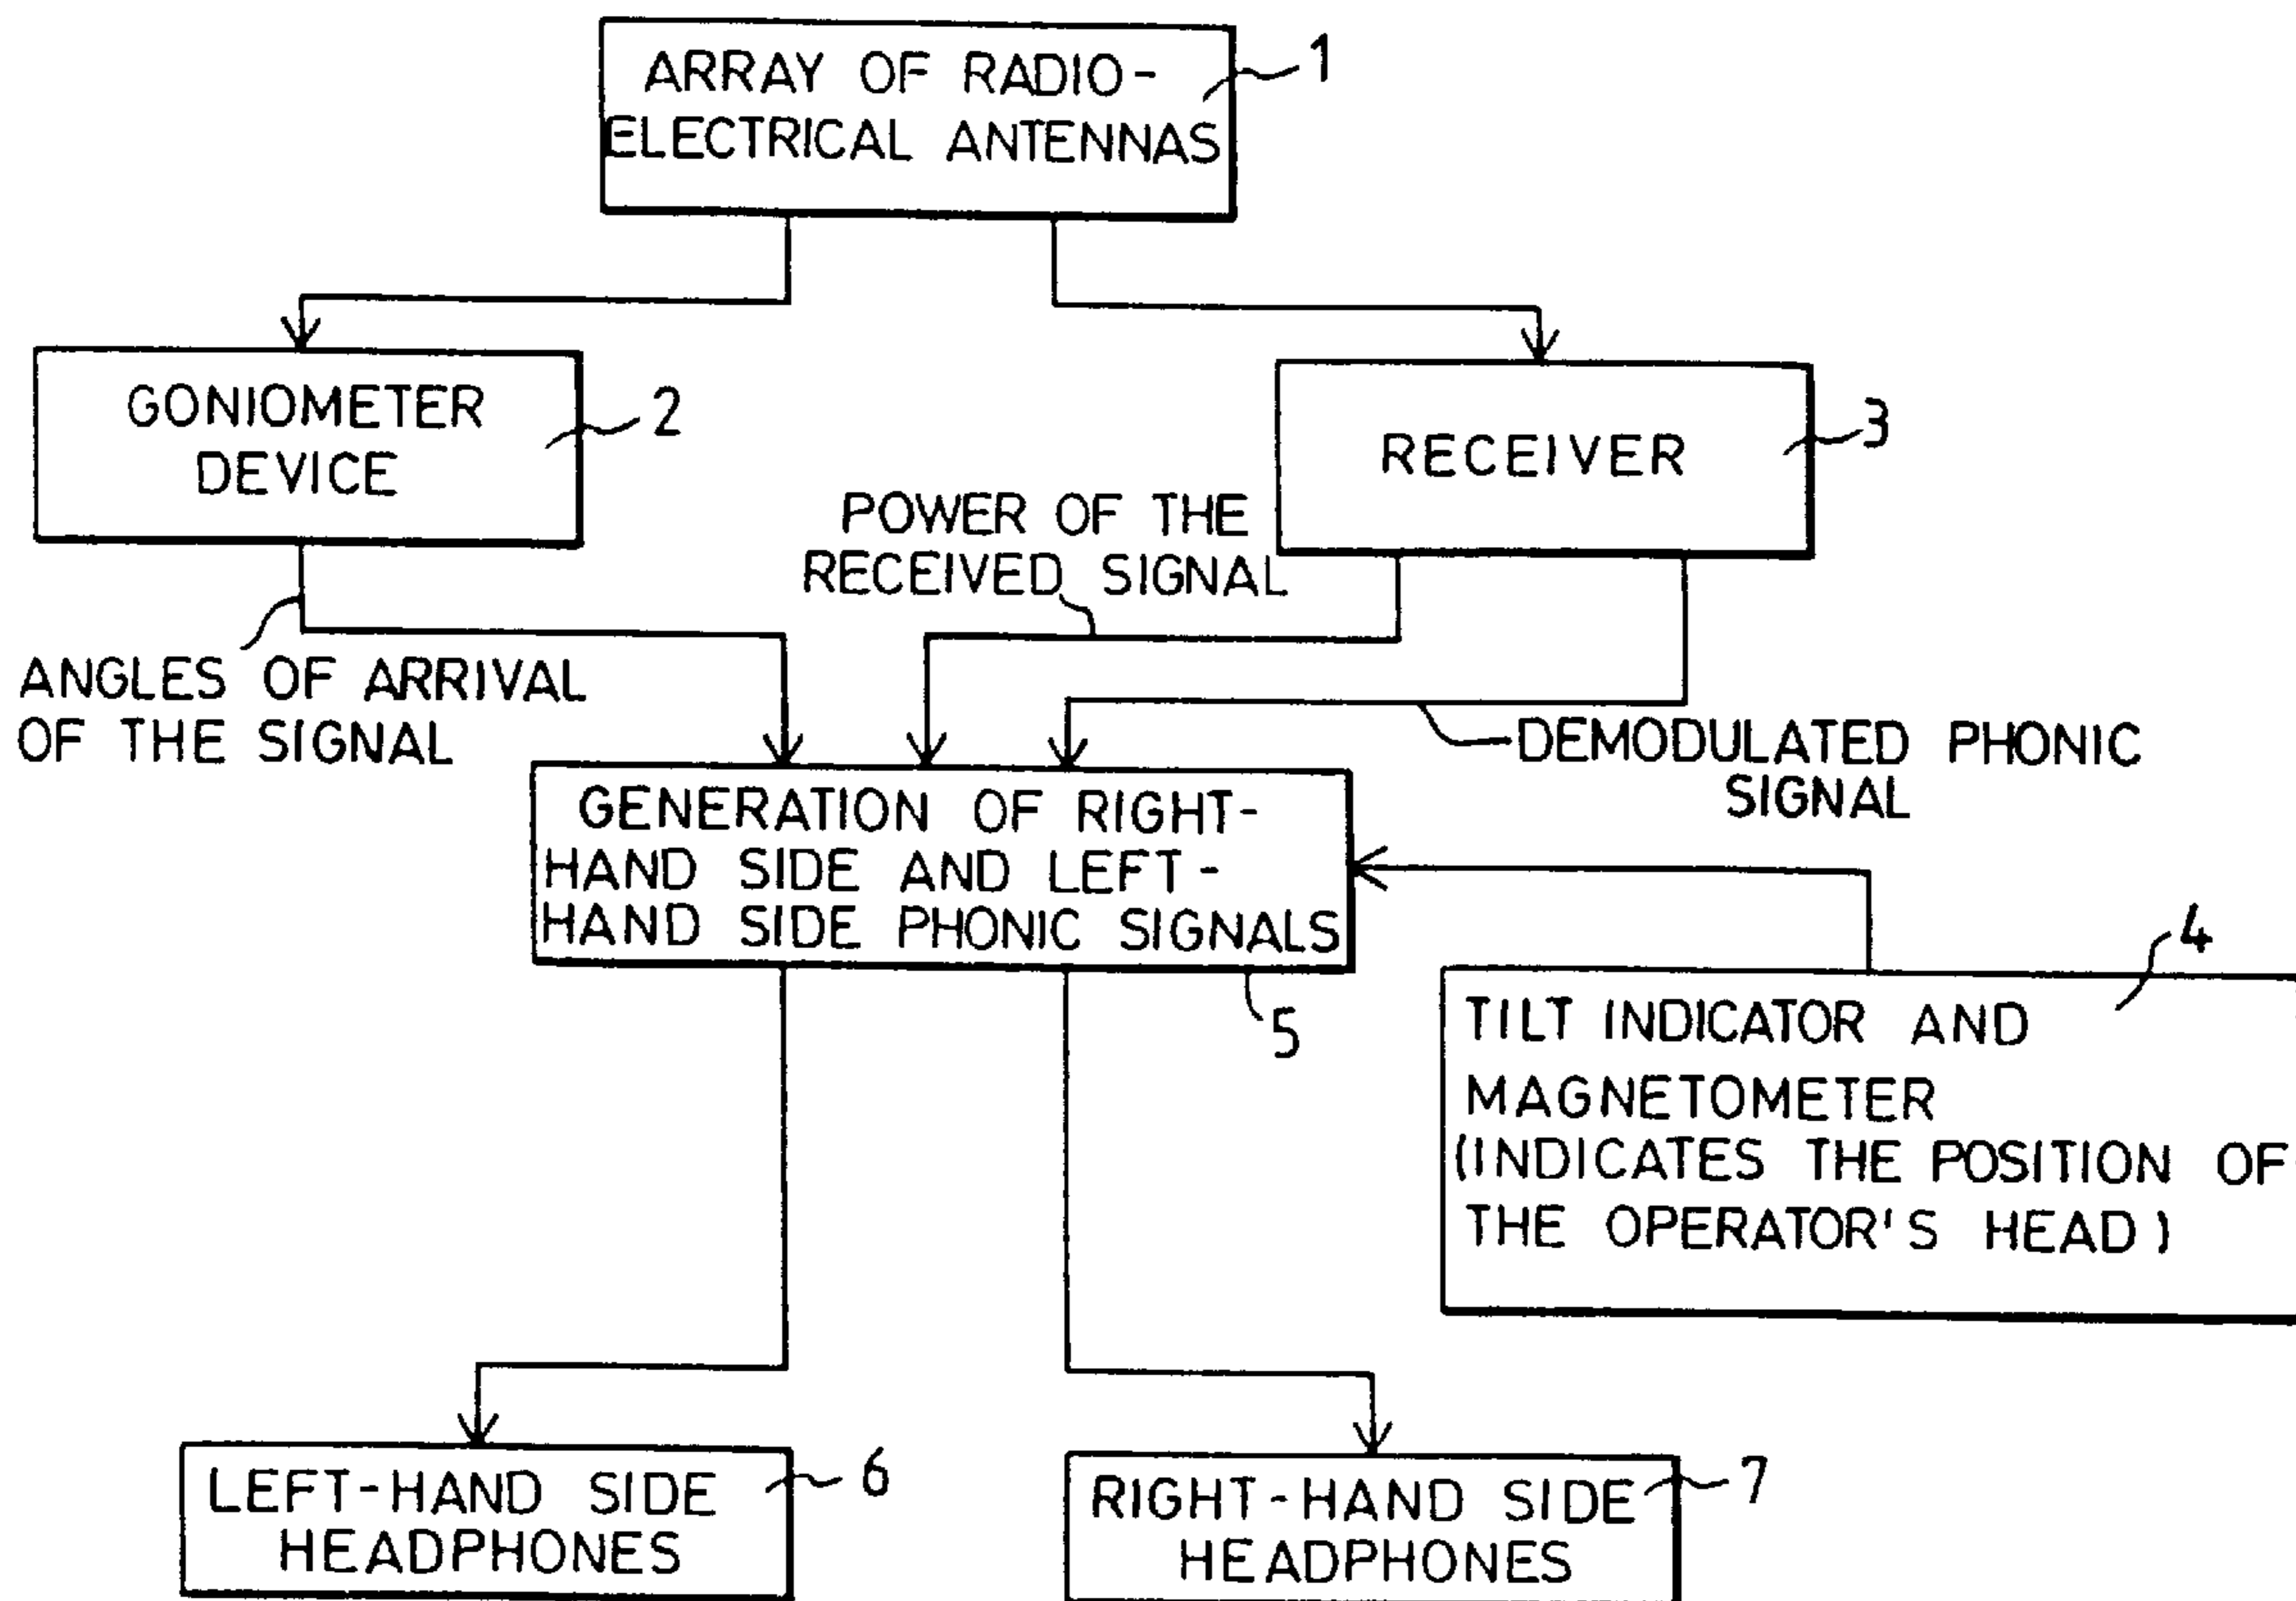 ARRAY OF RADIO-
ELECTRICAL ANTENNAS
1
GONIOMETER
DEVICE
2
RECEIVER
3
POWER OF THE
RECEIVED SIGNAL
ANGLES OF ARRIVAL
OF THE SIGNAL
DEMODULATED PHONIC
SIGNAL
GENERATION OF RIGHT-
HAND SIDE AND LEFT-
HAND SIDE PHONIC SIGNALS
5
4
TILT INDICATOR AND
MAGNETOMETER
(INDICATES THE POSITION OF
THE OPERATOR'S HEAD)
LEFT-HAND SIDE
HEADPHONES
6
RIGHT-HAND SIDE
HEADPHONES
7